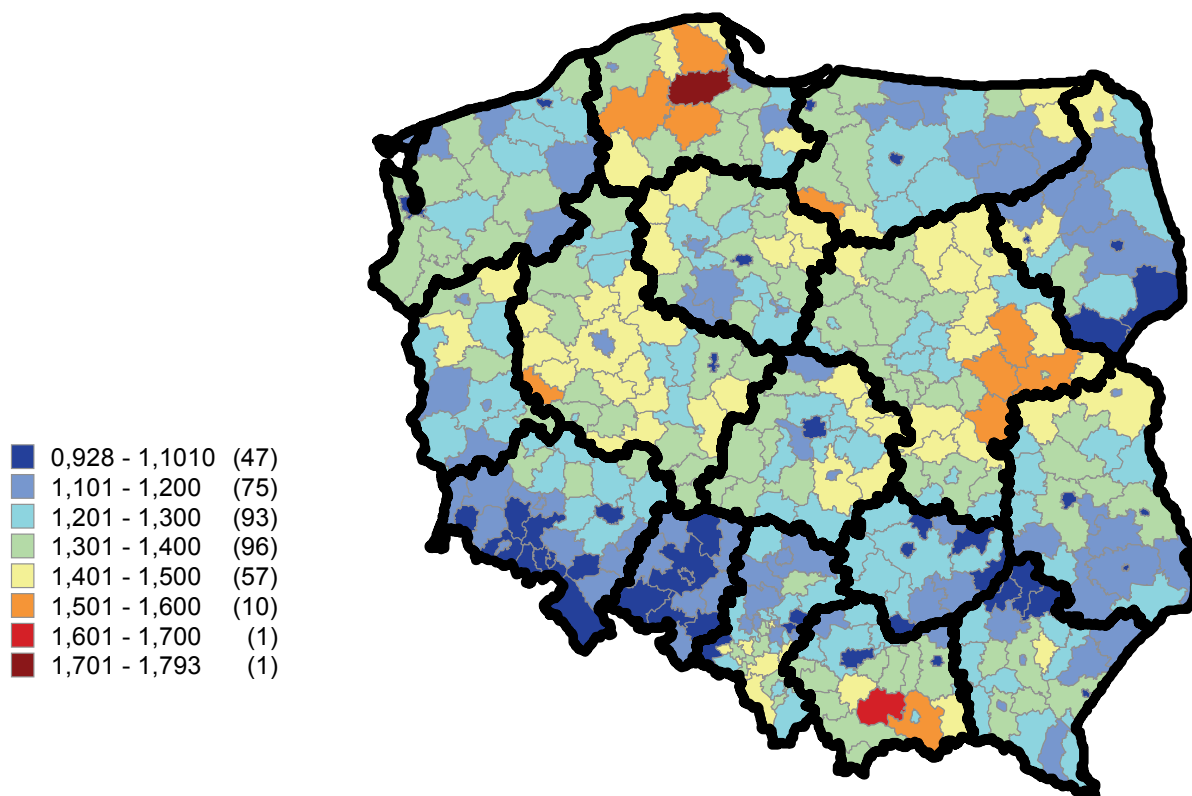 0,928 - 1,1010 (47)
1,101 - 1,200 (75)
1,201 - 1,300 (93)
1,301 - 1,400 (96)
1,401 - 1,500 (57)
1,501 - 1,600 (10)
1,601 - 1,700 (1)
1,701 - 1,793 (1)